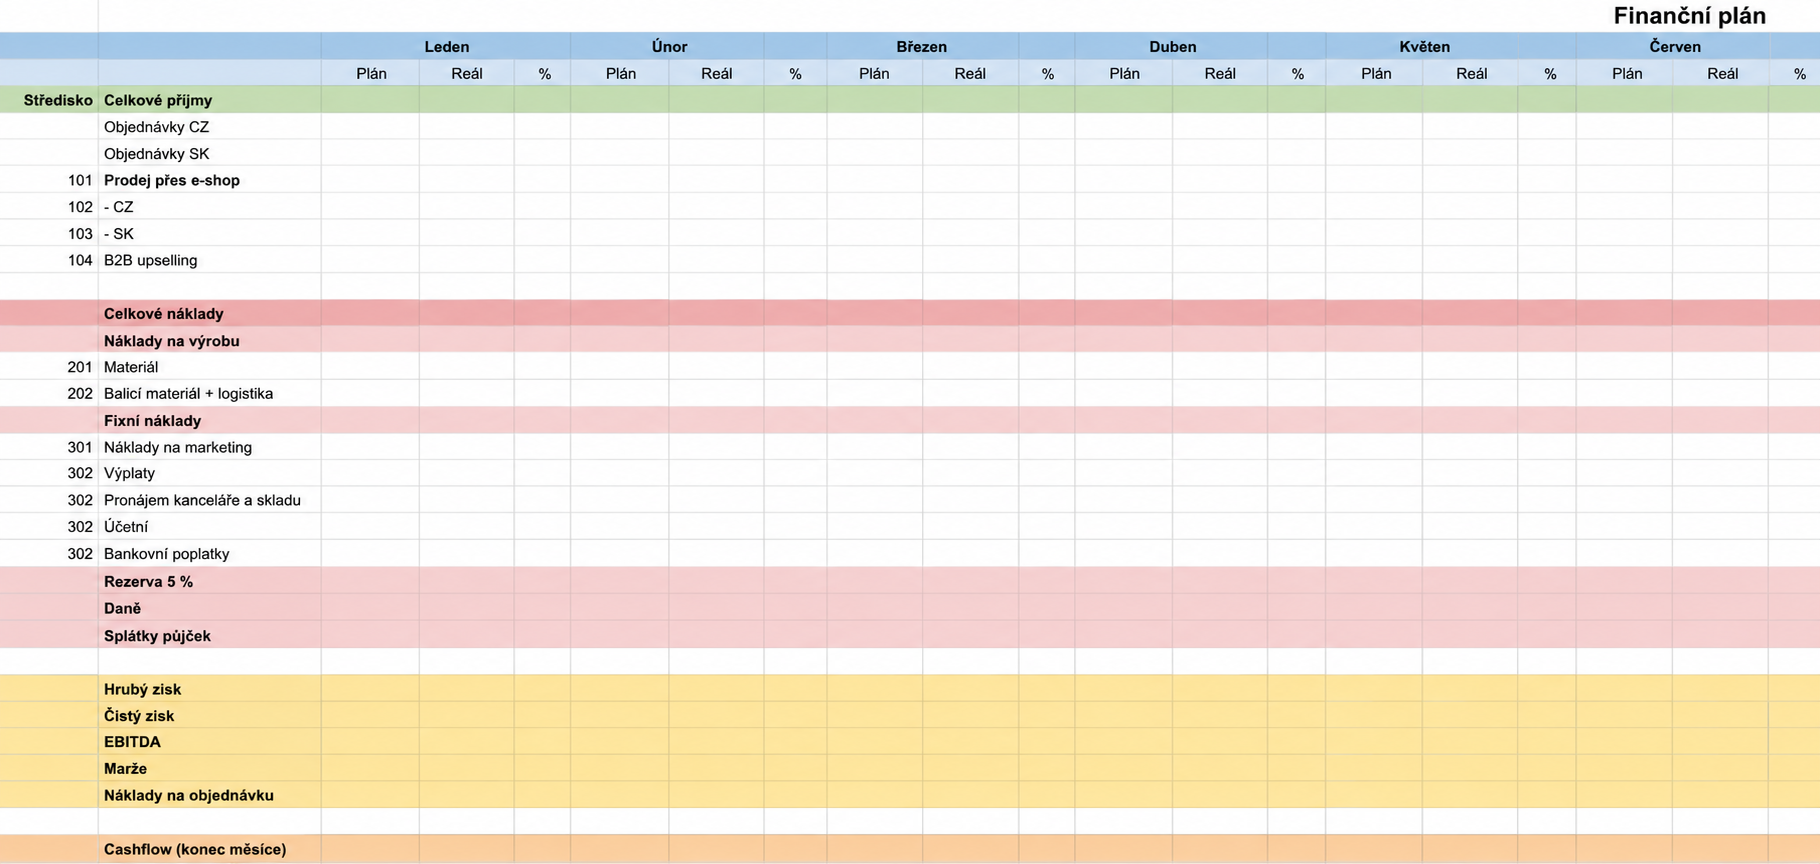 Finanční plán
Leden Únor Březen Duben Květen Červen
Plán Reál % Plán Reál % Plán Reál % Plán Reál % Plán Reál % Plán Reál %
Středisko Celkové příjmy
Objednávky CZ
Objednávky SK
101 Prodej přes e-shop
102 - CZ
103 - SK
104 B2B upselling
Celkové náklady
Náklady na výrobu
201 Materiál
202 Balicí materiál + logistika
Fixní náklady
301 Náklady na marketing
302 Výplaty
302 Pronájem kanceláře a skladu
302 Účetní
302 Bankovní poplatky
Rezerva 5 %
Daně
Splátky půjček
Hrubý zisk
Čistý zisk
EBITDA
Marže
Náklady na objednávku
Cashflow (konec měsíce)